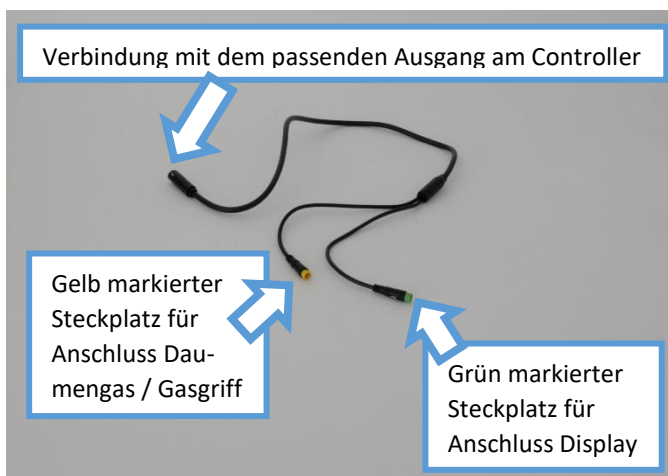 Verbindung mit dem passenden Ausgang am Controller
Gelb markierter
Steckplatz für
Anschluss Dau-
mengas / Gasgriff
Grün markierter
Steckplatz für
Anschluss Display